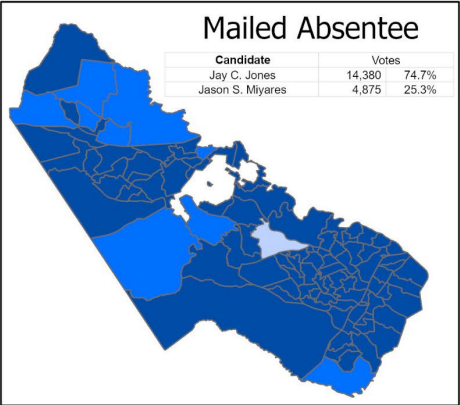 Mailed Absentee
Candidate Votes
Jay C. Jones 14,380 74.7%
Jason S. Miyares 4,875 25.3%